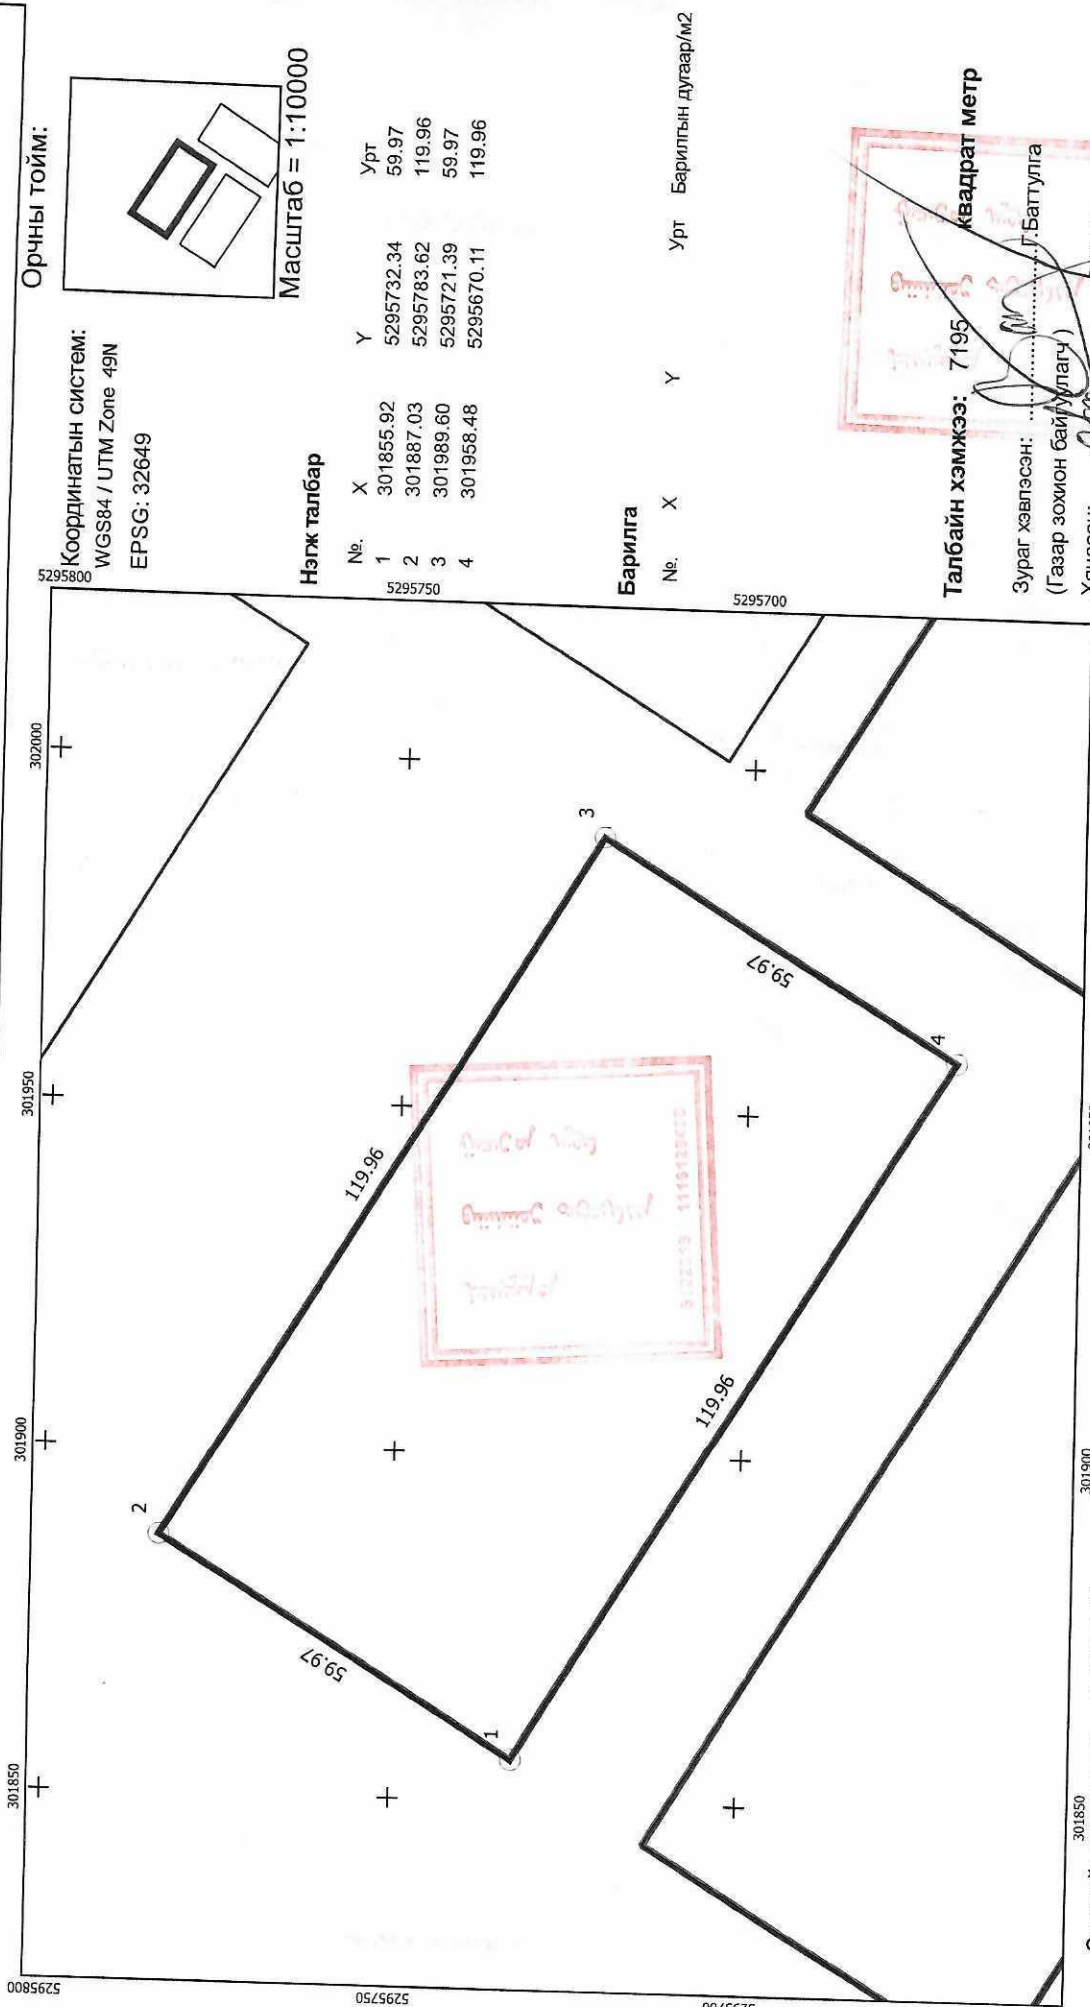 Орчны тойм:
Масштаб = 1:10000
Координатын систем:
WGS84 / UTM Zone 49N
EPSG: 32649
Нэгж талбар
№. X Y Урт
1 301855.92 5295732.34 59.97
2 301887.03 5295783.62 119.96
3 301989.60 5295721.39 59.97
4 301958.48 5295670.11 119.96
Барилга
№. X Y Урт Барилгын дугаар/м2
Талбайн хэмжээ: 7195 квадрат метр
Зураг хэвлэсэн: Г.Баттулга
(Газар зохион байгуулагч )
301850
301900
301950
302000
5295800
5295750
5295700
5295800
5295750
301850
301900
1
2
3
4
59.97
119.96
59.97
119.96